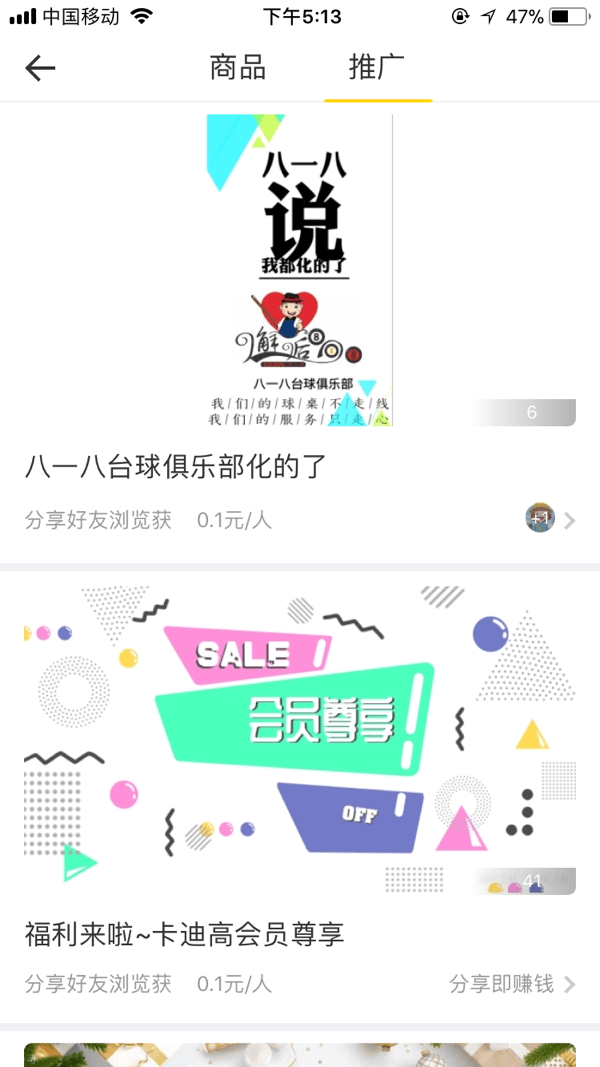 中国移动
下午5:13
47%
商品
推广
八一八
说
我都化的了
邂逅
8
八一八台球俱乐部
我/们/的/球/桌/不/走/线
我/们/的/服/务/只/走/心
6
八一八台球俱乐部化的了
分享好友浏览获 0.1元/人
+1
SALE
会员尊享
OFF
41
福利来啦~卡迪高会员尊享
分享好友浏览获 0.1元/人
分享即赚钱